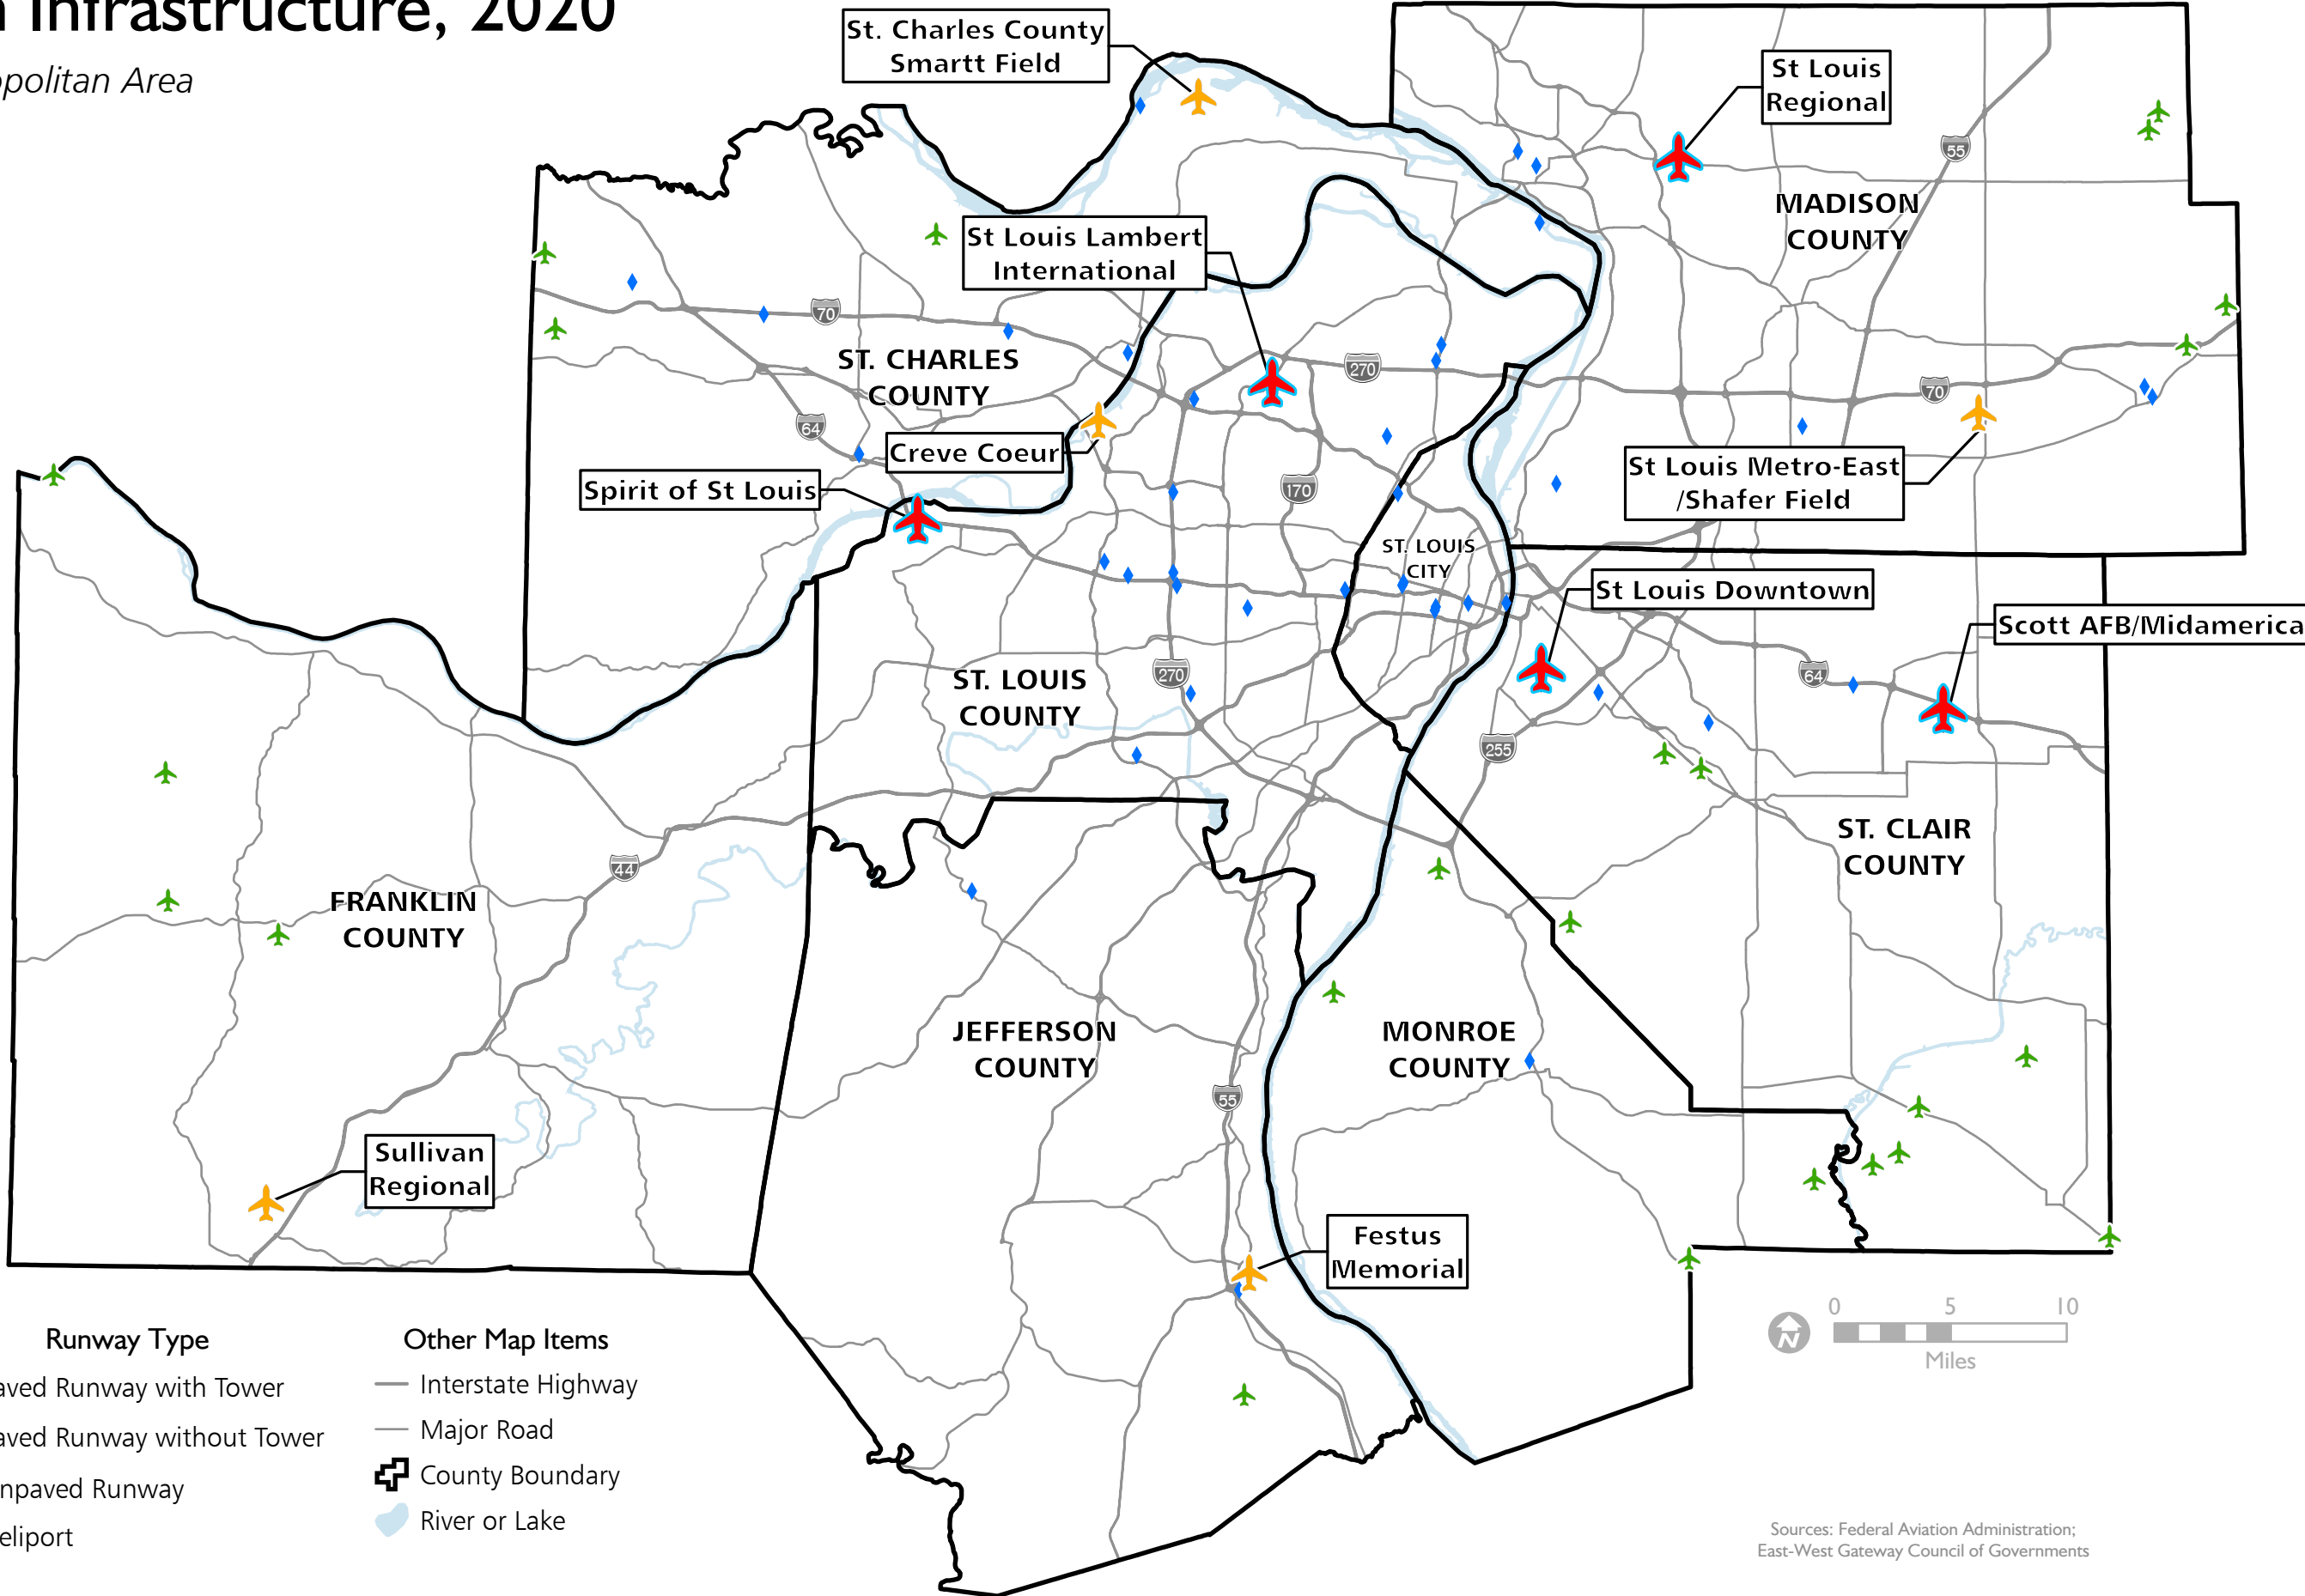 Infrastructure, 2020
politan Area
St. Charles County
Smartt Field
St Louis
Regional
55
MADISON
COUNTY
St Louis Lambert
International
70
ST. CHARLES
COUNTY
270
70
64
Creve Coeur
St Louis Metro-East
/Shafer Field
Spirit of St Louis
170
ST. LOUIS
CITY
St Louis Downtown
Scott AFB/Midamerica
ST. LOUIS
COUNTY
270
64
255
ST. CLAIR
COUNTY
44
FRANKLIN
COUNTY
JEFFERSON
COUNTY
MONROE
COUNTY
55
Sullivan
Regional
Festus
Memorial
0 5 10
N
Miles
Runway Type
aved Runway with Tower
aved Runway without Tower
npaved Runway
eliport
Other Map Items
Interstate Highway
Major Road
County Boundary
River or Lake
Sources: Federal Aviation Administration;
East-West Gateway Council of Governments